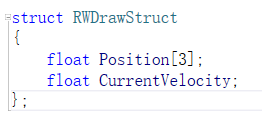 struct RWDrawStruct
{
    float Position[3];
    float CurrentVelocity;
};